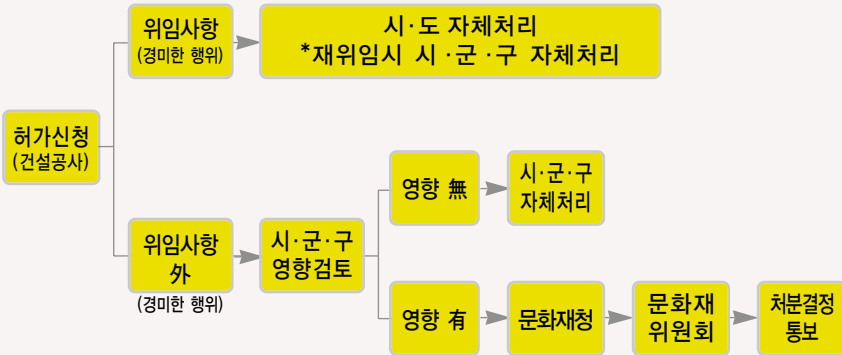 위임사항
(경미한 행위)
시·도 자체처리
*재위임시 시·군·구 자체처리
허가신청
(건설공사)
위임사항
外
(경미한 행위)
시·군·구
영향검토
영향 無
시·군·구
자체처리
영향 有
문화재청
문화재
위원회
처분결정
통보